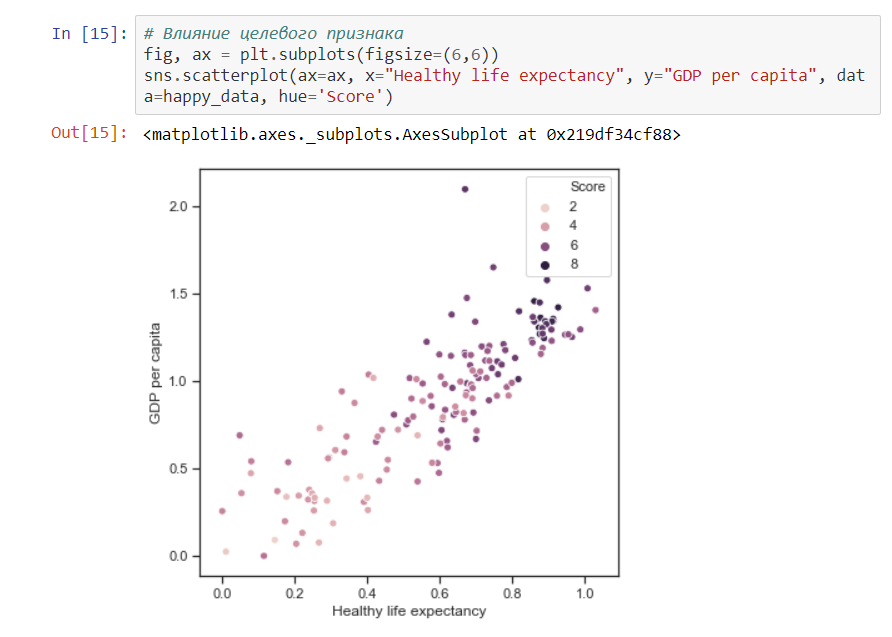 In [15]: # Влияние целевого признака
fig, ax = plt.subplots(figsize=(6,6))
sns.scatterplot(ax=ax, x="Healthy life expectancy", y="GDP per capita", dat
a=happy_data, hue='Score')
Out[15]: <matplotlib.axes._subplots.AxesSubplot at 0x219df34cf88>
Score
2
4
6
8
2.0
1.5
1.0
0.5
0.0
GDP per capita
0.0 0.2 0.4 0.6 0.8 1.0
Healthy life expectancy